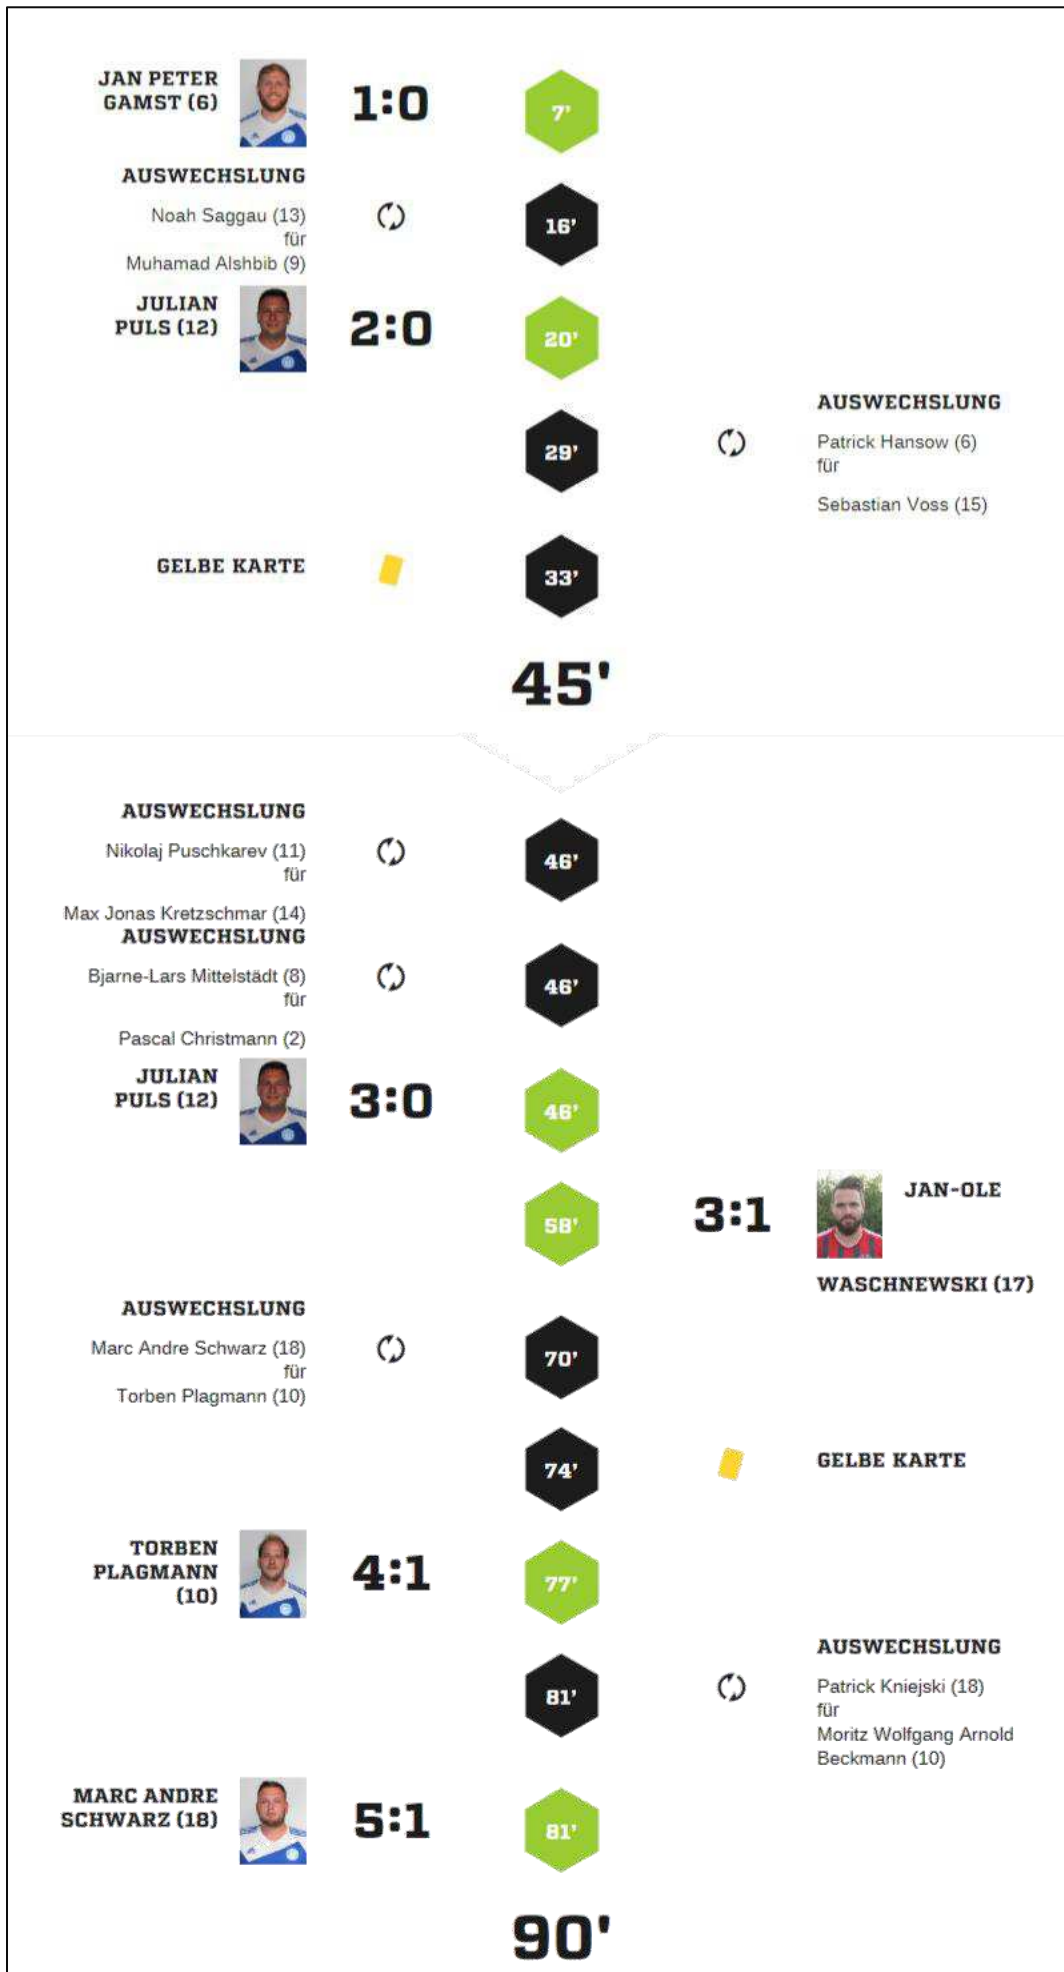 JAN PETER
GAMST (6)
1:0
7'
AUSWECHSLUNG
Noah Saggau (13)
für
Muhamad Alshbib (9)
16'
JULIAN
PULS (12)
2:0
20'
29'
AUSWECHSLUNG
Patrick Hansow (6)
für
Sebastian Voss (15)
GELBE KARTE
33'
45'
AUSWECHSLUNG
Nikolaj Puschkarev (11)
für
Max Jonas Kretzschmar (14)
46'
AUSWECHSLUNG
Bjarne-Lars Mittelstädt (8)
für
Pascal Christmann (2)
46'
JULIAN
PULS (12)
3:0
46'
58'
3:1
JAN-OLE
WASCHNEWSKI (17)
AUSWECHSLUNG
Marc Andre Schwarz (18)
für
Torben Plagmann (10)
70'
74'
GELBE KARTE
TORBEN
PLAGMANN
(10)
4:1
77'
81'
AUSWECHSLUNG
Patrick Kniejski (18)
für
Moritz Wolfgang Arnold
Beckmann (10)
MARC ANDRE
SCHWARZ (18)
5:1
81'
90'